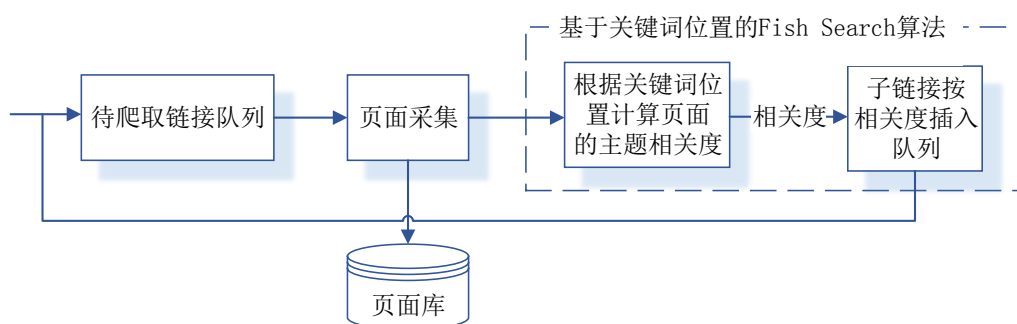 基于关键词位置的Fish Search算法
待爬取链接队列
页面采集
根据关键词位
置计算页面
的主题相关度
相关度
子链接按
相关度插入
队列
页面库